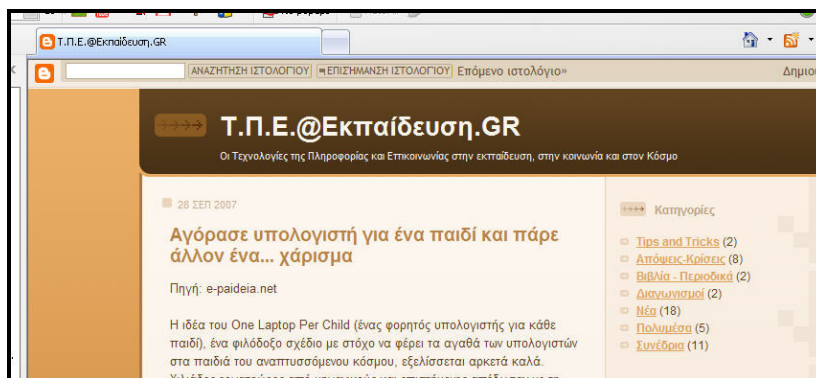 Τ.Π.Ε.@Εκπαίδευση.GR
ΑΝΑΖΉΤΗΣΗ ΙΣΤΟΛΟΓΊΟΥ ΕΠΙΣΉΜΑΝΣΗ ΙΣΤΟΛΟΓΊΟΥ Επόμενο ιστολόγιο»
Τ.Π.Ε.@Εκπαίδευση.GR
Οι Τεχνολογίες της Πληροφορίας και Επικοινωνίας στην εκπαίδευση, στην κοινωνία και στον Κόσμο
28 ΣΕΠ 2007
Αγόρασε υπολογιστή για ένα παιδί και πάρε
άλλον ένα... χάρισμα
Πηγή: e-paideia.net
Η ιδέα του One Laptop Per Child (ένας φορητός υπολογιστής για κάθε
παιδί), ένα φιλόδοξο σχέδιο με στόχο να φέρει τα αγαθά των υπολογιστών
στα παιδιά του αναπτυσσόμενου κόσμου, εξελίσσεται αρκετά καλά.
Κατηγορίες
Tips and Tricks (2)
Απόψεις-Κρίσεις (8)
Βιβλία - Περιοδικά (2)
Διαγωνισμοί (2)
Νέα (18)
Πολυμέσα (5)
Συνέδρια (11)